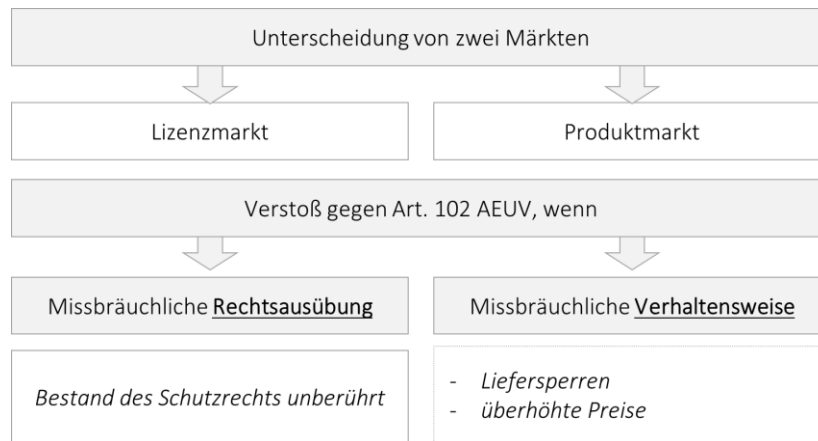 Unterscheidung von zwei Märkten
Lizenzmarkt
Produktmarkt
Verstoß gegen Art. 102 AEUV, wenn
Missbräuchliche Rechtsausübung
Missbräuchliche Verhaltensweise
Bestand des Schutzrechts unberührt
- Liefersperren
- überhöhte Preise